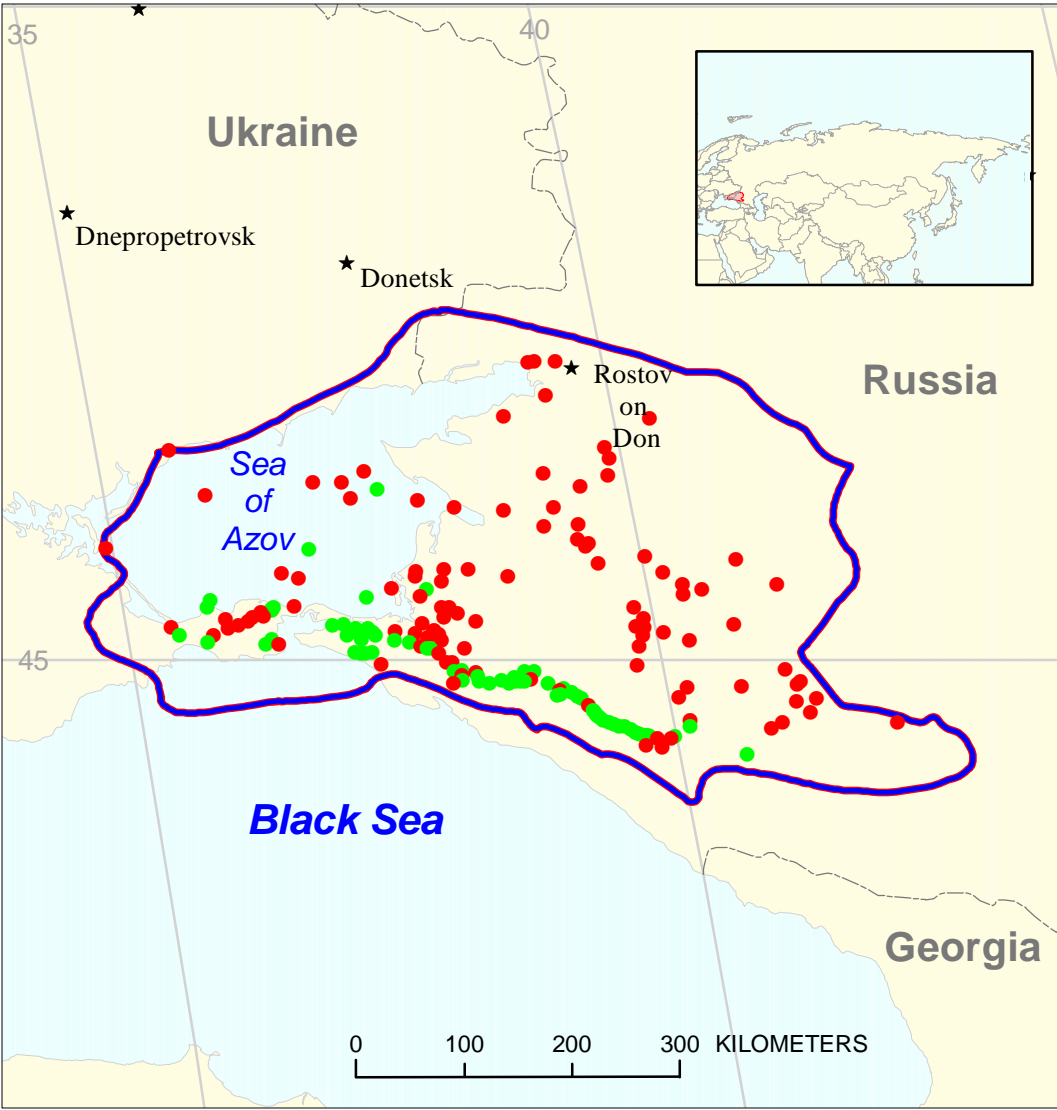 35
40
Ukraine
Dnepropetrovsk
Donetsk
Russia
Rostov
on
Don
Sea
of
Azov
45
Black Sea
Georgia
0 100 200 300 KILOMETERS